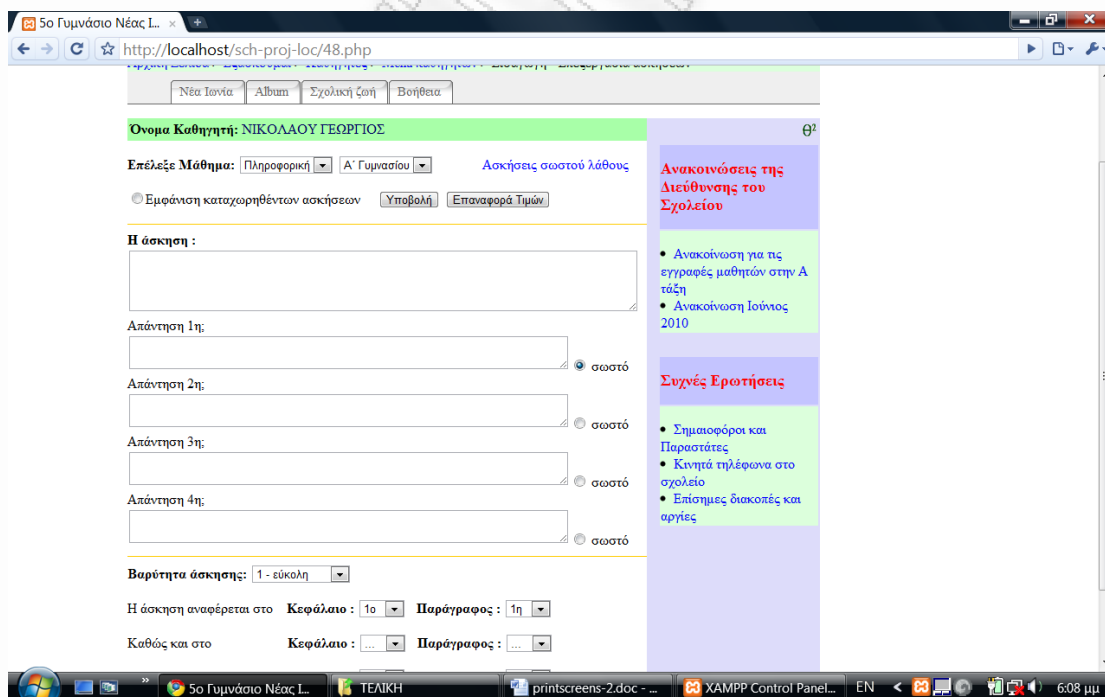 5ο Γυμνάσιο Νέας Ι...
http://localhost/sch-proj-loc/48.php
Νέα Ιωνία Album Σχολική ζωή Βοήθεια
Όνομα Καθηγητή: ΝΙΚΟΛΑΟΥ ΓΕΩΡΓΙΟΣ
Επέλεξε Μάθημα: Πληροφορική Α΄ Γυμνασίου Ασκήσεις σωστού λάθους
Εμφάνιση καταχωρηθέντων ασκήσεων Υποβολή Επαναφορά Τιμών
Η άσκηση :
Απάντηση 1η;
σωστό
Απάντηση 2η;
σωστό
Απάντηση 3η;
σωστό
Απάντηση 4η;
σωστό
Βαρύτητα άσκησης: 1 - εύκολη
Η άσκηση αναφέρεται στο Κεφάλαιο : 1ο Παράγραφος : 1η
Καθώς και στο Κεφάλαιο : ... Παράγραφος : ...
θ²
Ανακοινώσεις της
Διεύθυνσης του
Σχολείου
Ανακοίνωση για τις
εγγραφές μαθητών στην Α
τάξη
Ανακοίνωση Ιούνιος
2010
Συχνές Ερωτήσεις
Σημαιοφόροι και
Παραστάτες
Κινητά τηλέφωνα στο
σχολείο
Επίσημες διακοπές και
αργίες
5ο Γυμνάσιο Νέας Ι... ΤΕΛΙΚΗ printscreens-2.doc - ... XAMPP Control Panel... EN 6:08 μμ